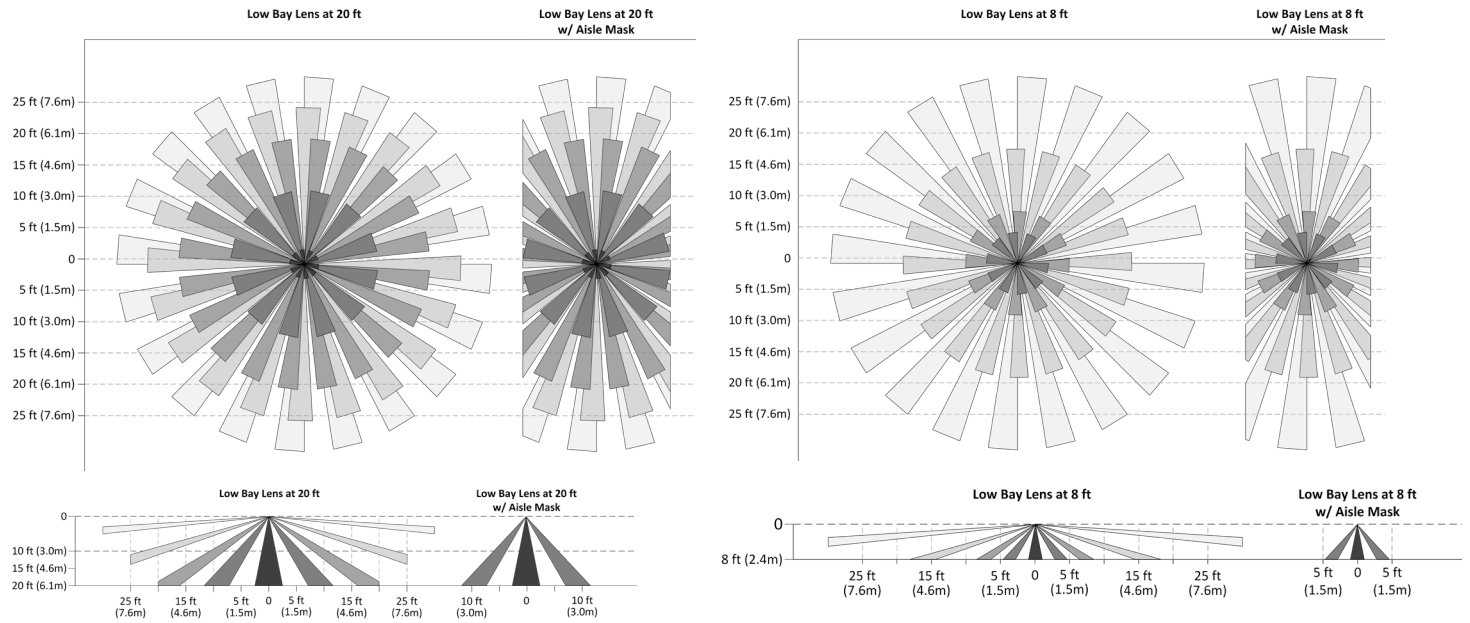 Low Bay Lens at 20 ft
Low Bay Lens at 20 ft
w/ Aisle Mask
25 ft (7.6m)
20 ft (6.1m)
15 ft (4.6m)
10 ft (3.0m)
5 ft (1.5m)
0
5 ft (1.5m)
10 ft (3.0m)
15 ft (4.6m)
20 ft (6.1m)
25 ft (7.6m)
Low Bay Lens at 8 ft
Low Bay Lens at 8 ft
w/ Aisle Mask
25 ft (7.6m)
20 ft (6.1m)
15 ft (4.6m)
10 ft (3.0m)
5 ft (1.5m)
0
5 ft (1.5m)
10 ft (3.0m)
15 ft (4.6m)
20 ft (6.1m)
25 ft (7.6m)
Low Bay Lens at 20 ft
Low Bay Lens at 20 ft
w/ Aisle Mask
0
10 ft (3.0m)
15 ft (4.6m)
20 ft (6.1m)
25 ft 15 ft 5 ft 0 5 ft 15 ft 25 ft
(7.6m) (4.6m) (1.5m) (1.5m) (4.6m) (7.6m)
10 ft 0 10 ft
(3.0m) (3.0m)
Low Bay Lens at 8 ft
Low Bay Lens at 8 ft
w/ Aisle Mask
0
8 ft (2.4m)
25 ft 15 ft 5 ft 0 5 ft 15 ft 25 ft
(7.6m) (4.6m) (1.5m) (1.5m) (4.6m) (7.6m)
5 ft 0 5 ft
(1.5m) (1.5m)